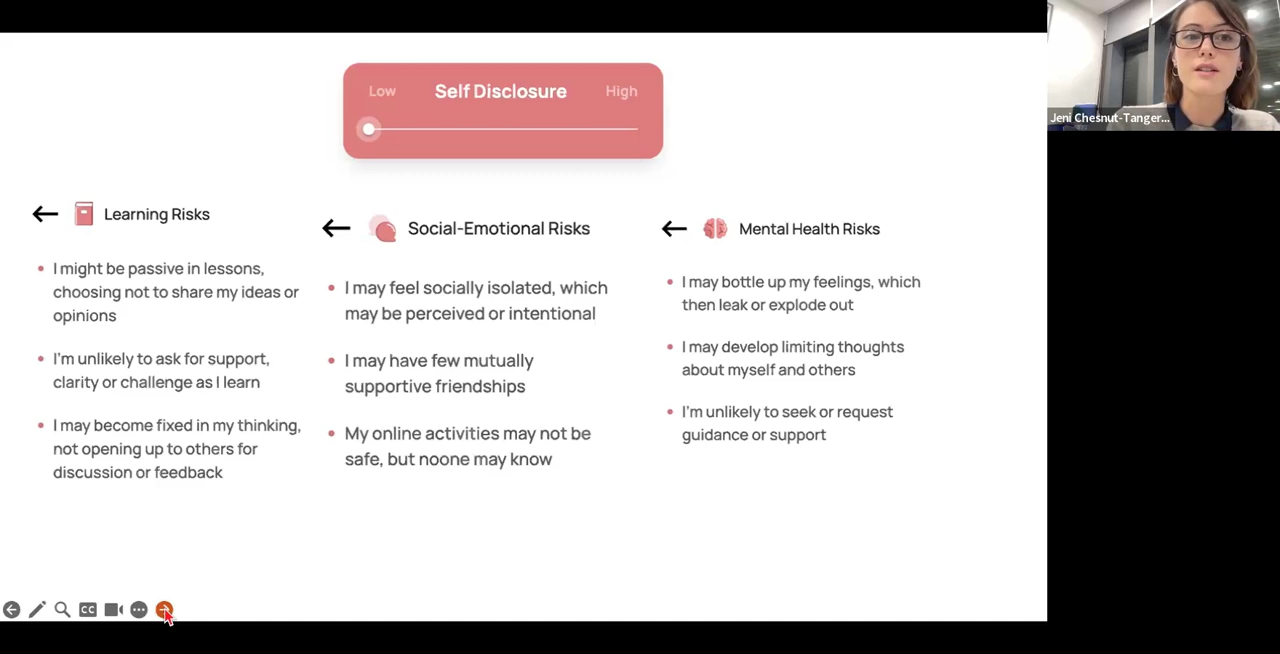 Low Self Disclosure High
Jeni Chesnut-Tanger...
Learning Risks
I might be passive in lessons,
choosing not to share my ideas or
opinions
I'm unlikely to ask for support,
clarity or challenge as I learn
I may become fixed in my thinking,
not opening up to others for
discussion or feedback
Social-Emotional Risks
I may feel socially isolated, which
may be perceived or intentional
I may have few mutually
supportive friendships
My online activities may not be
safe, but noone may know
Mental Health Risks
I may bottle up my feelings, which
then leak or explode out
I may develop limiting thoughts
about myself and others
I'm unlikely to seek or request
guidance or support
CC